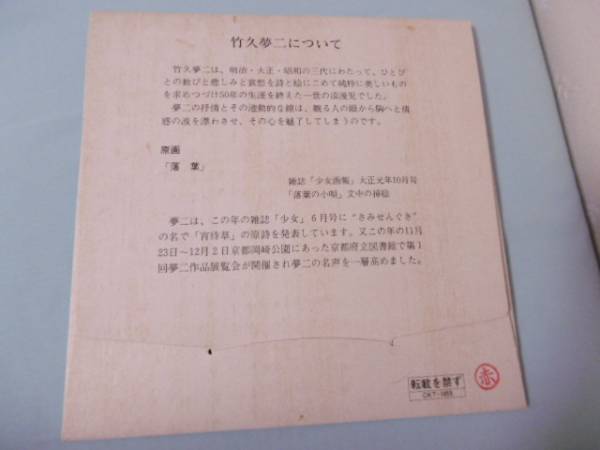 竹久夢二について
竹久夢二は、明治・大正・昭和の三代にわたって、ひとび
との歓びと悲しみと哀愁を詩と絵にこめて純粋に美しいもの
を求めつづけ50年の生涯を終えた一世の浪漫児でした。
夢二の抒情とその流動的な線は、観る人の眼から胸へと情
感の波を漂わさせ、その心を魅了してしまうのです。
原画
「落 葉」
雑誌「少女画報」大正元年10月号
「落葉の小唄」文中の挿絵
夢二は、この年の雑誌「少女」6月号に“さみせんぐさ”
の名で「宵待草」の原詩を発表しています。又この年の11月
23日〜12月2日京都岡崎公園にあった京都府立図書館で第1
回夢二作品展覧会が開催され夢二の名声を一層高めました。
転載を禁ず
赤